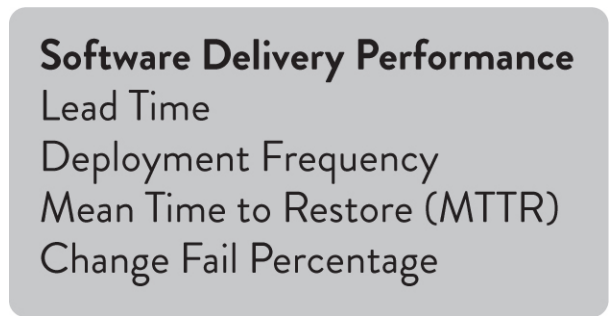 Software Delivery Performance
Lead Time
Deployment Frequency
Mean Time to Restore (MTTR)
Change Fail Percentage